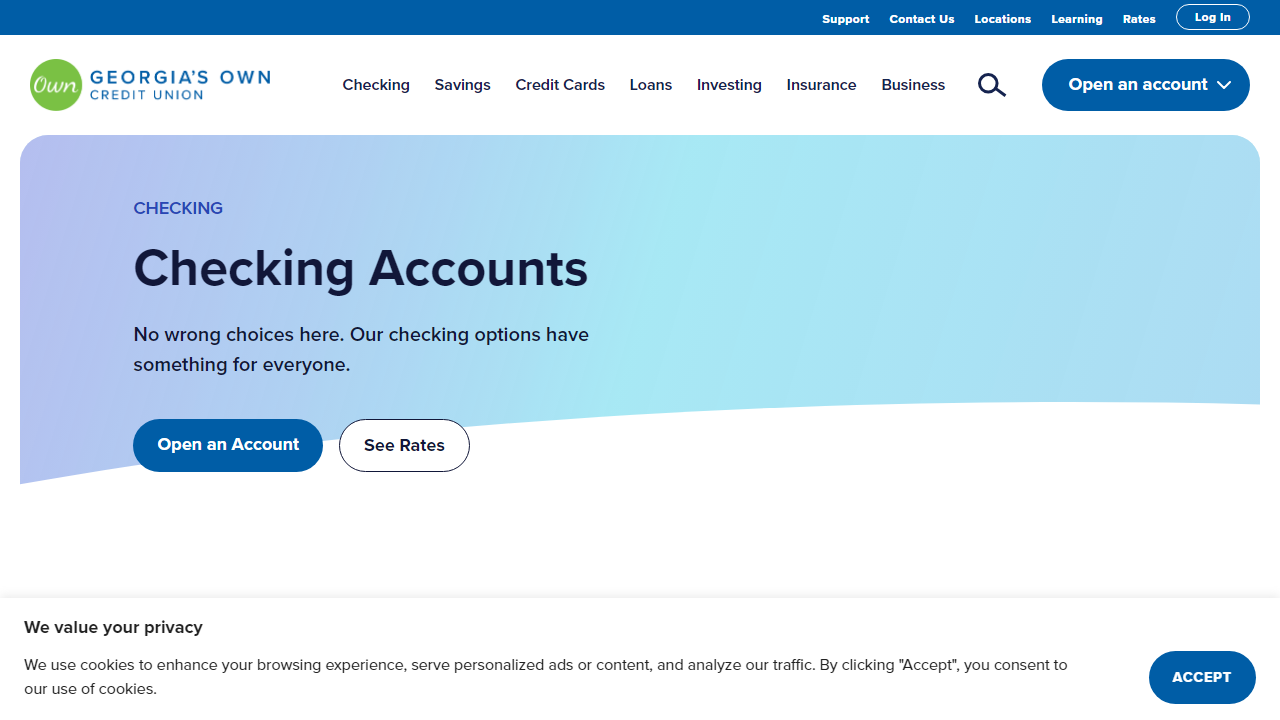 Support Contact Us Locations Learning Rates Log In
Own GEORGIA'S OWN
CREDIT UNION
Checking Savings Credit Cards Loans Investing Insurance Business Open an account
CHECKING
Checking Accounts
No wrong choices here. Our checking options have
something for everyone.
Open an Account See Rates
We value your privacy
We use cookies to enhance your browsing experience, serve personalized ads or content, and analyze our traffic. By clicking "Accept", you consent to
our use of cookies.
ACCEPT